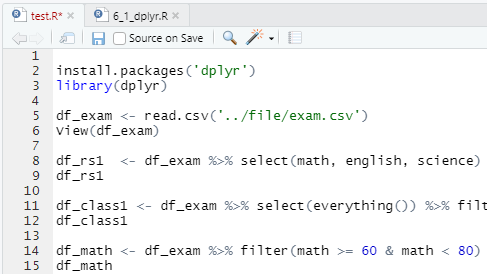 test.R*
6_1_dplyr.R
Source on Save
1
2 install.packages('dplyr')
3 library(dplyr)
4
5 df_exam <- read.csv('../file/exam.csv')
6 View(df_exam)
7
8 df_rs1  <- df_exam %>% select(math, english, science)
9 df_rs1
10
11 df_class1 <- df_exam %>% select(everything()) %>% filt
12 df_class1
13
14 df_math <- df_exam %>% filter(math >= 60 & math < 80)
15 df_math